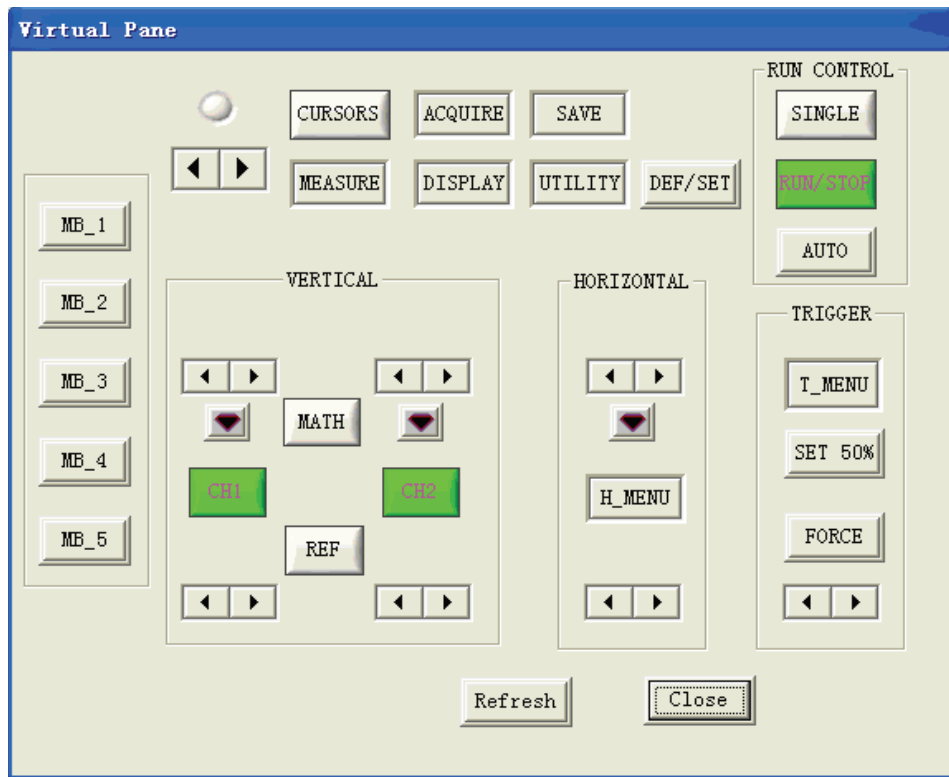 Virtual Pane
RUN CONTROL
CURSORS
ACQUIRE
SAVE
SINGLE
MEASURE
DISPLAY
UTILITY
DEF/SET
RUN/STOP
AUTO
MB_1
MB_2
MB_3
MB_4
MB_5
VERTICAL
MATH
CH1
CH2
REF
HORIZONTAL
H_MENU
TRIGGER
T_MENU
SET 50%
FORCE
Refresh
Close